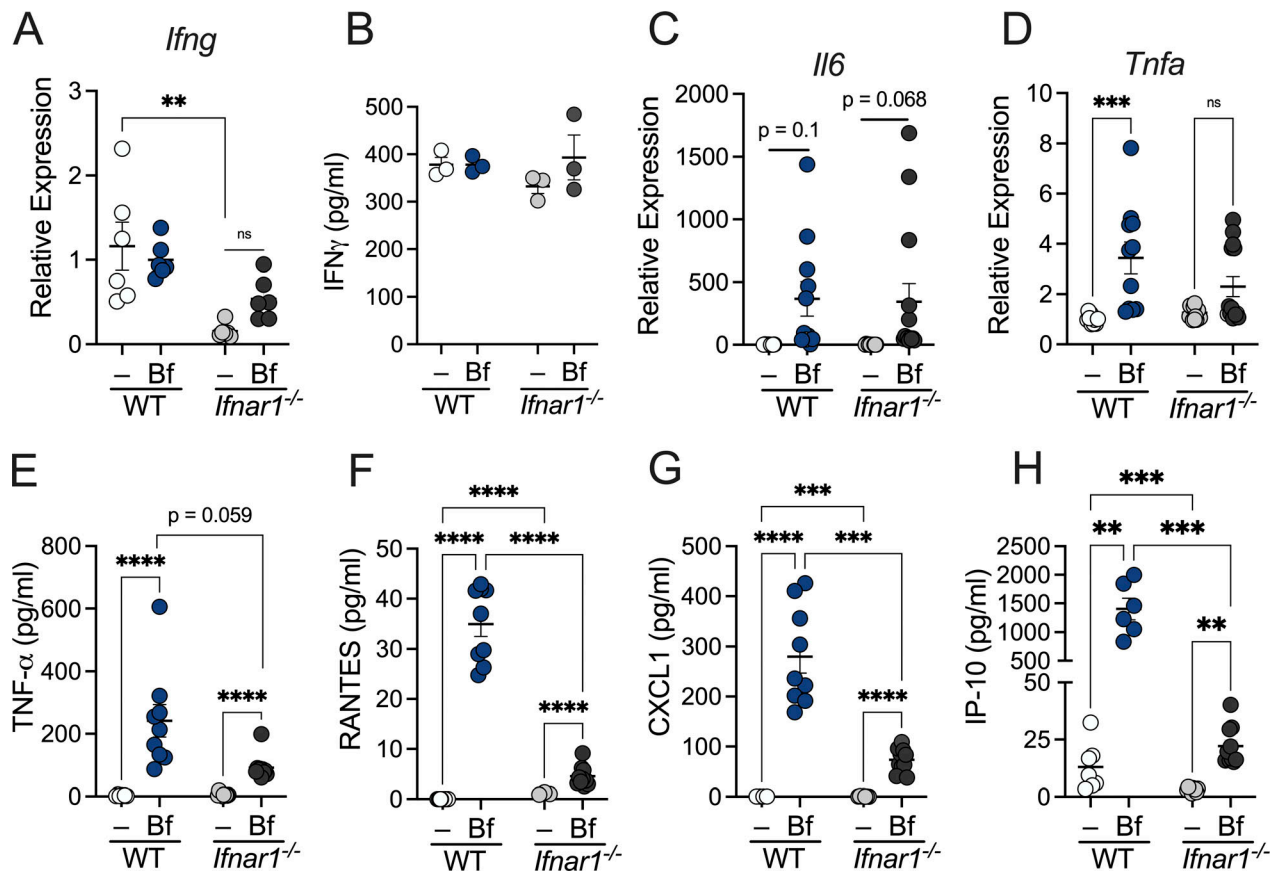 A
Ifng
Relative Expression
3
2
1
0
**
ns
– Bf – Bf
WT Ifnar1-/-
B
IFNγ (pg/ml)
500
400
300
200
100
0
– Bf – Bf
WT Ifnar1-/-
C
Il6
Relative Expression
2000
1500
1000
500
0
p = 0.1
p = 0.068
– Bf – Bf
WT Ifnar1-/-
D
Tnfa
Relative Expression
10
8
6
4
2
0
***
ns
– Bf – Bf
WT Ifnar1-/-
E
TNF-α (pg/ml)
800
600
400
200
0
p = 0.059
****
****
– Bf – Bf
WT Ifnar1-/-
F
RANTES (pg/ml)
50
40
30
20
10
0
****
**** ****
****
– Bf – Bf
WT Ifnar1-/-
G
CXCL1 (pg/ml)
500
400
300
200
100
0
***
**** ***
****
– Bf – Bf
WT Ifnar1-/-
H
IP-10 (pg/ml)
2500
2000
1500
1000
500
50
25
0
***
** ***
**
– Bf – Bf
WT Ifnar1-/-